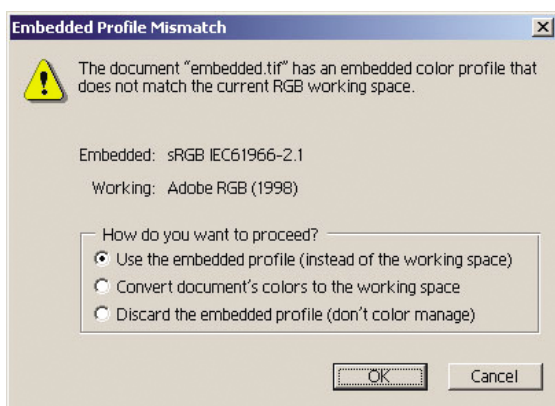 Embedded Profile Mismatch
The document "embedded.tif" has an embedded color profile that
does not match the current RGB working space.
Embedded: sRGB IEC61966-2.1
Working: Adobe RGB (1998)
How do you want to proceed?
Use the embedded profile (instead of the working space)
Convert document's colors to the working space
Discard the embedded profile (don't color manage)
OK
Cancel